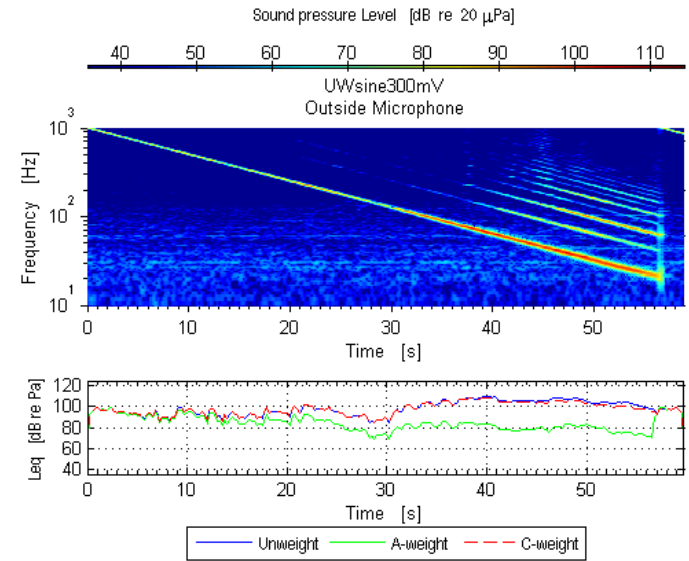 Sound pressure Level [dB re 20 μPa]
40 50 60 70 80 90 100 110
UWsine300mV
Outside Microphone
Frequency [Hz]
10^3
10^2
10^1
0 10 20 30 40 50
Time [s]
Leq [dB re Pa]
120
100
80
60
40
0 10 20 30 40 50
Time [s]
Unweight A-weight C-weight